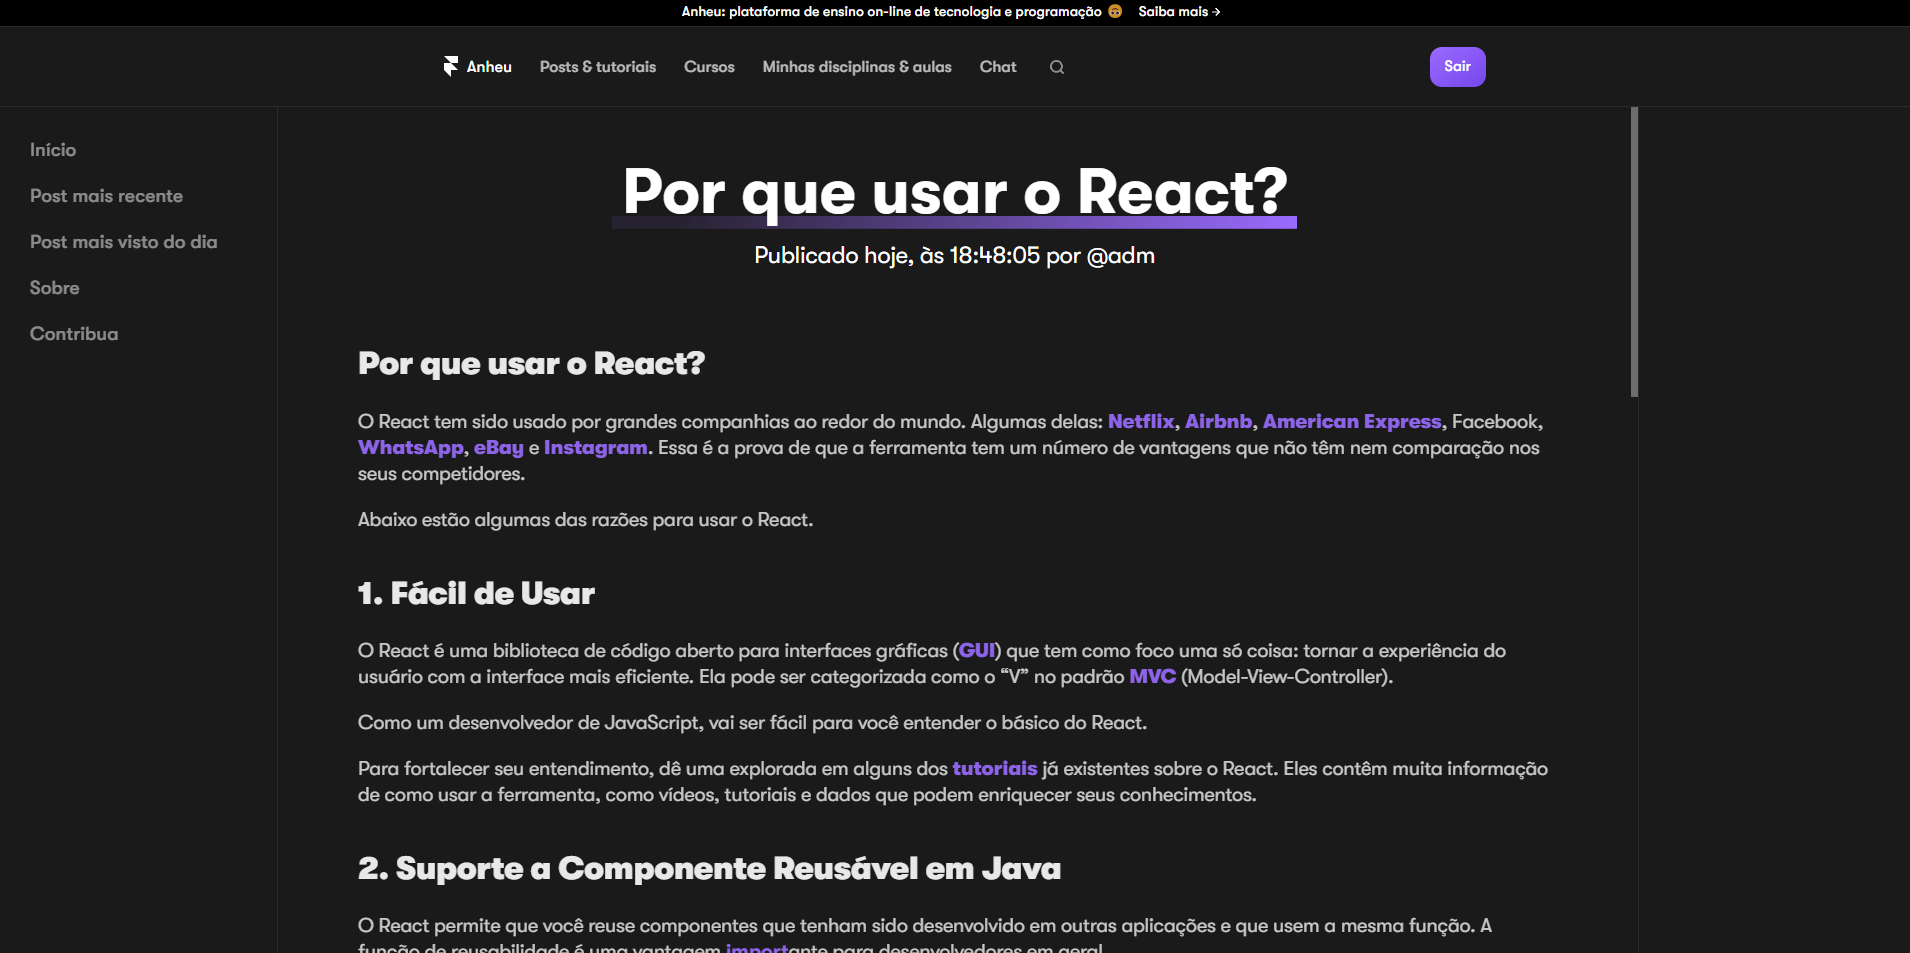 Anheu: plataforma de ensino on-line de tecnologia e programação 🙃 Saiba mais →
Anheu Posts & tutoriais Cursos Minhas disciplinas & aulas Chat Sair
Início
Post mais recente
Post mais visto do dia
Sobre
Contribua
Por que usar o React?
Publicado hoje, às 18:48:05 por @adm
Por que usar o React?
O React tem sido usado por grandes companhias ao redor do mundo. Algumas delas: Netflix, Airbnb, American Express, Facebook,
WhatsApp, eBay e Instagram. Essa é a prova de que a ferramenta tem um número de vantagens que não têm nem comparação nos
seus competidores.
Abaixo estão algumas das razões para usar o React.
1. Fácil de Usar
O React é uma biblioteca de código aberto para interfaces gráficas (GUI) que tem como foco uma só coisa: tornar a experiência do
usuário com a interface mais eficiente. Ela pode ser categorizada como o “V” no padrão MVC (Model-View-Controller).
Como um desenvolvedor de JavaScript, vai ser fácil para você entender o básico do React.
Para fortalecer seu entendimento, dê uma explorada em alguns dos tutoriais já existentes sobre o React. Eles contêm muita informação
de como usar a ferramenta, como vídeos, tutoriais e dados que podem enriquecer seus conhecimentos.
2. Suporte a Componente Reusável em Java
O React permite que você reuse componentes que tenham sido desenvolvido em outras aplicações e que usem a mesma função. A
função de reusabilidade é uma vantagem importante para desenvolvedores em geral.